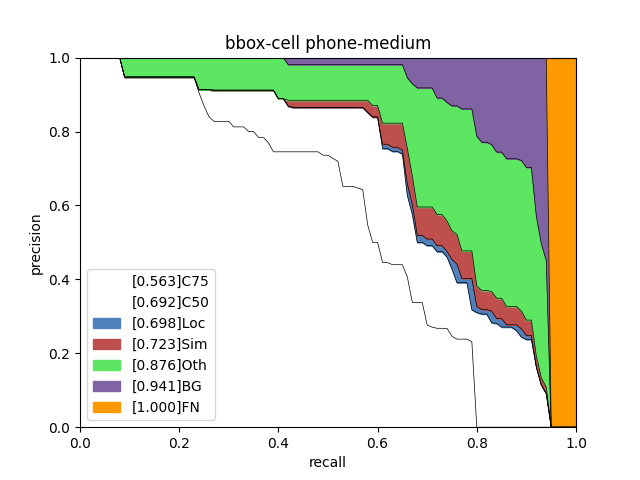 bbox-cell phone-medium
1.0
0.8
0.6
0.4
0.2
0.0
precision
[0.563]C75
[0.692]C50
[0.698]Loc
[0.723]Sim
[0.876]Oth
[0.941]BG
[1.000]FN
0.0 0.2 0.4 0.6 0.8 1.0
recall